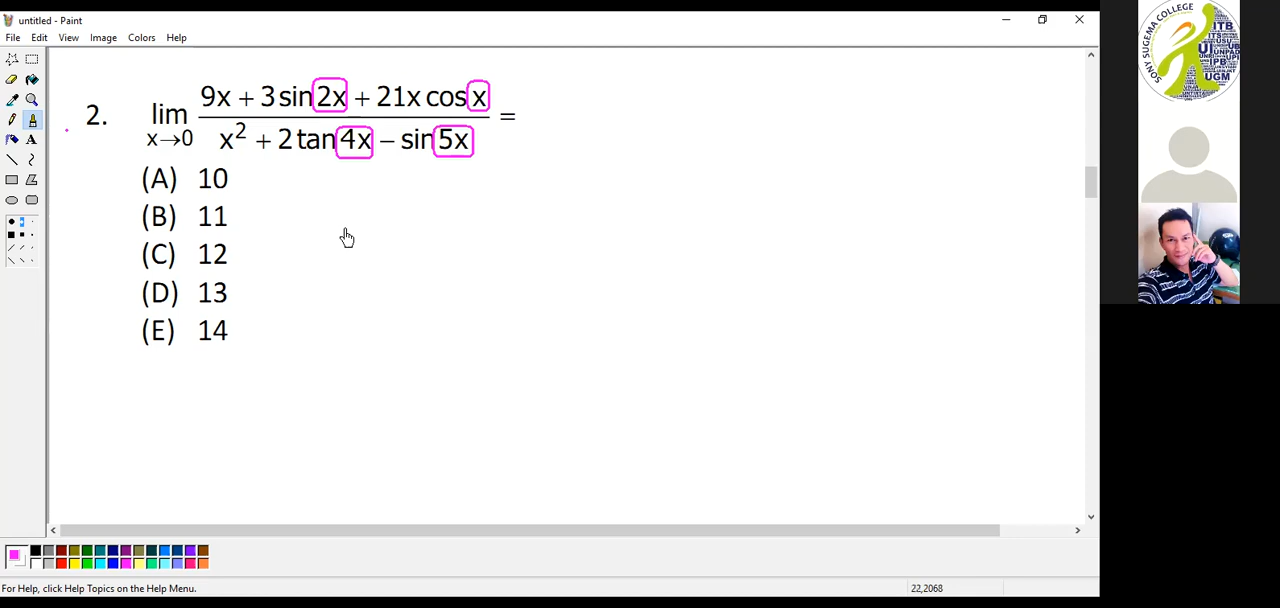 untitled - Paint
File Edit View Image Colors Help
2. lim x→0 9x + 3 sin 2x + 21x cos x / x² + 2 tan 4x − sin 5x =
(A) 10
(B) 11
(C) 12
(D) 13
(E) 14
For Help, click Help Topics on the Help Menu.
22,2068
SONY SUGEMA COLLEGE
ITB
UI
UNPAD
IPB
UGM